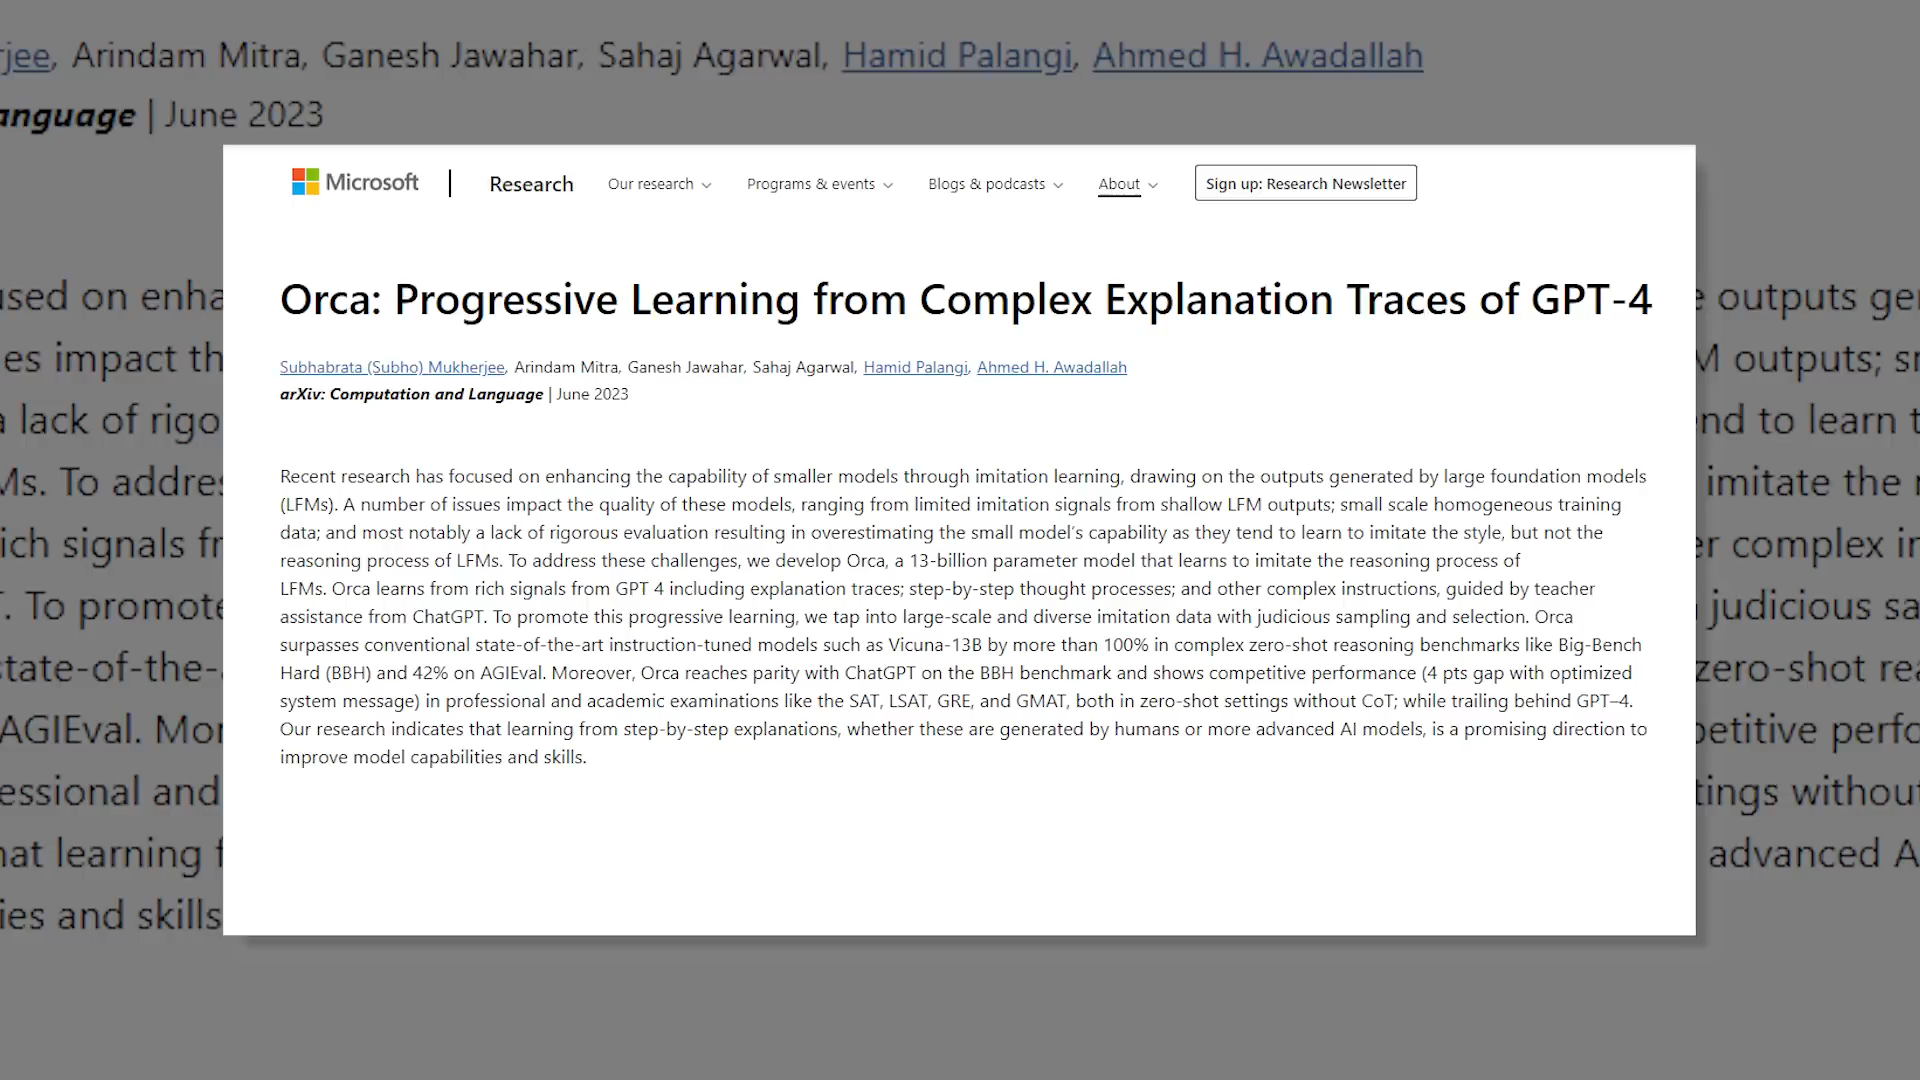 jee, Arindam Mitra, Ganesh Jawahar, Sahaj Agarwal, Hamid Palangi, Ahmed H. Awadallah
anguage | June 2023
Microsoft | Research Our research Programs & events Blogs & podcasts About Sign up: Research Newsletter
Orca: Progressive Learning from Complex Explanation Traces of GPT-4
Subhabrata (Subho) Mukherjee, Arindam Mitra, Ganesh Jawahar, Sahaj Agarwal, Hamid Palangi, Ahmed H. Awadallah
arXiv: Computation and Language | June 2023
Recent research has focused on enhancing the capability of smaller models through imitation learning, drawing on the outputs generated by large foundation models
(LFMs). A number of issues impact the quality of these models, ranging from limited imitation signals from shallow LFM outputs; small scale homogeneous training
data; and most notably a lack of rigorous evaluation resulting in overestimating the small model's capability as they tend to learn to imitate the style, but not the
reasoning process of LFMs. To address these challenges, we develop Orca, a 13-billion parameter model that learns to imitate the reasoning process of
LFMs. Orca learns from rich signals from GPT 4 including explanation traces; step-by-step thought processes; and other complex instructions, guided by teacher
assistance from ChatGPT. To promote this progressive learning, we tap into large-scale and diverse imitation data with judicious sampling and selection. Orca
surpasses conventional state-of-the-art instruction-tuned models such as Vicuna-13B by more than 100% in complex zero-shot reasoning benchmarks like Big-Bench
Hard (BBH) and 42% on AGIEval. Moreover, Orca reaches parity with ChatGPT on the BBH benchmark and shows competitive performance (4 pts gap with optimized
system message) in professional and academic examinations like the SAT, LSAT, GRE, and GMAT, both in zero-shot settings without CoT; while trailing behind GPT–4.
Our research indicates that learning from step-by-step explanations, whether these are generated by humans or more advanced AI models, is a promising direction to
improve model capabilities and skills.